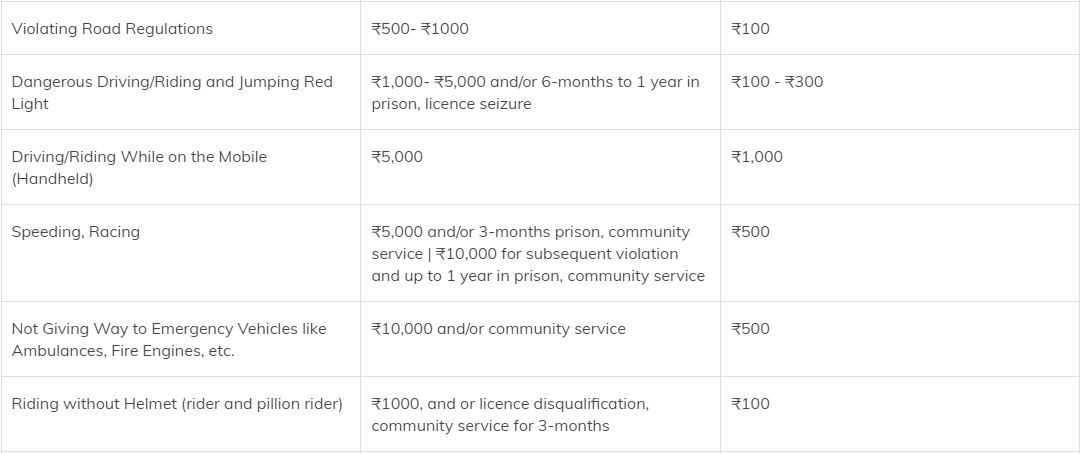 Violating Road Regulations
₹500- ₹1000
₹100
Dangerous Driving/Riding and Jumping Red
Light
₹1,000- ₹5,000 and/or 6-months to 1 year in
prison, licence seizure
₹100 - ₹300
Driving/Riding While on the Mobile
(Handheld)
₹5,000
₹1,000
Speeding, Racing
₹5,000 and/or 3-months prison, community
service | ₹10,000 for subsequent violation
and up to 1 year in prison, community service
₹500
Not Giving Way to Emergency Vehicles like
Ambulances, Fire Engines, etc.
₹10,000 and/or community service
₹500
Riding without Helmet (rider and pillion rider)
₹1000, and or licence disqualification,
community service for 3-months
₹100